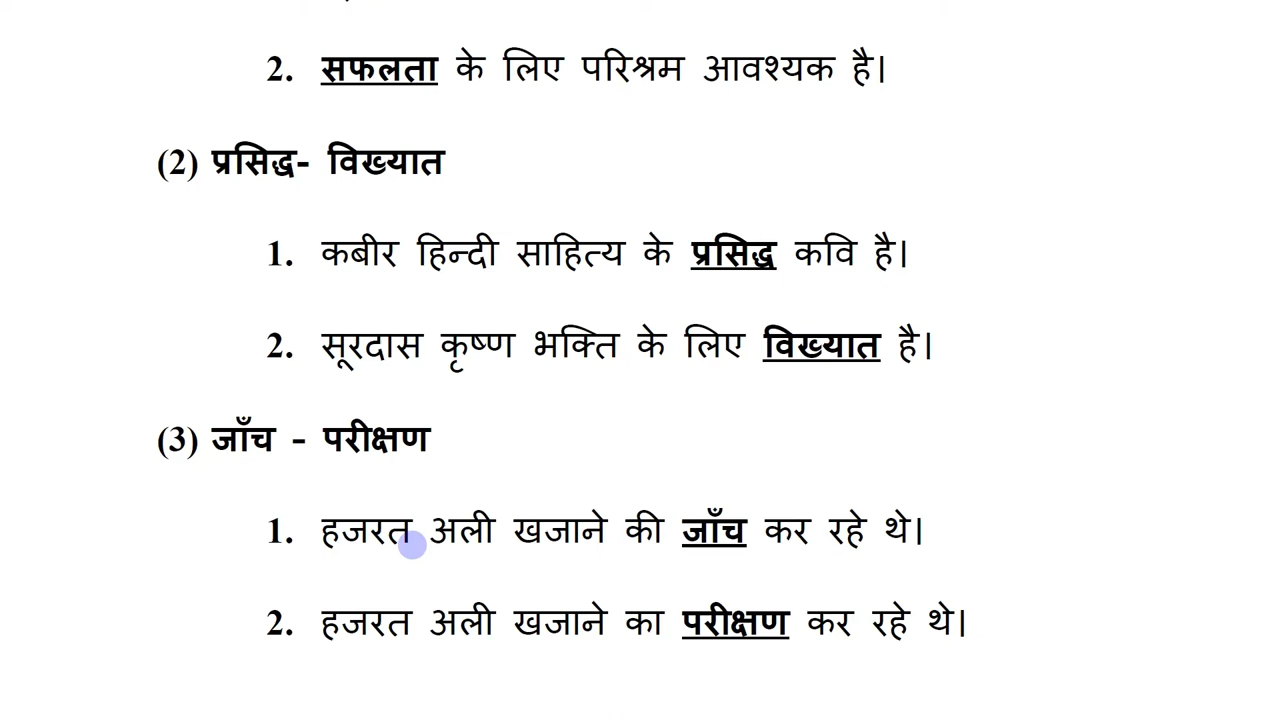 2. सफलता के लिए परिश्रम आवश्यक है।
(2) प्रसिद्ध- विख्यात
1. कबीर हिन्दी साहित्य के प्रसिद्ध कवि है।
2. सूरदास कृष्ण भक्ति के लिए विख्यात है।
(3) जाँच - परीक्षण
1. हजरत अली खजाने की जाँच कर रहे थे।
2. हजरत अली खजाने का परीक्षण कर रहे थे।